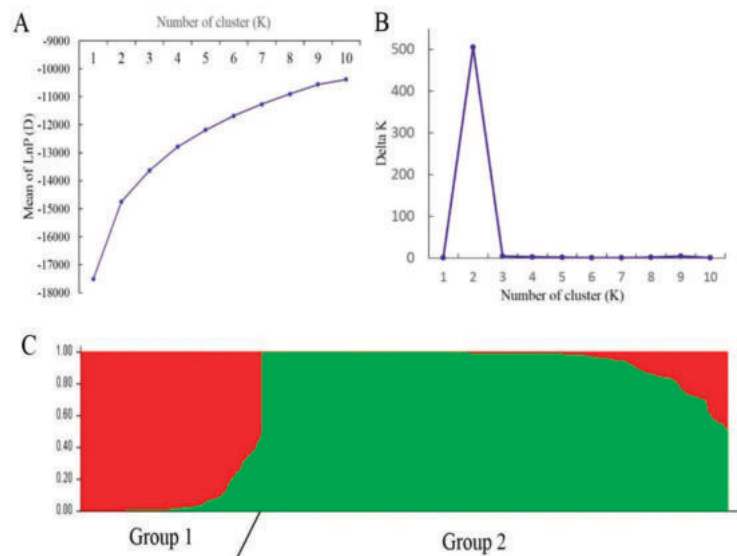 A
Number of cluster (K)
-9000
1 2 3 4 5 6 7 8 9 10
-10000
-11000
-12000
-13000
-14000
-15000
-16000
-17000
-18000
Mean of LnP (D)
B
500
400
300
200
100
0
Delta K
1 2 3 4 5 6 7 8 9 10
Number of cluster (K)
C
1.00
0.80
0.60
0.40
0.20
0.00
Group 1
Group 2